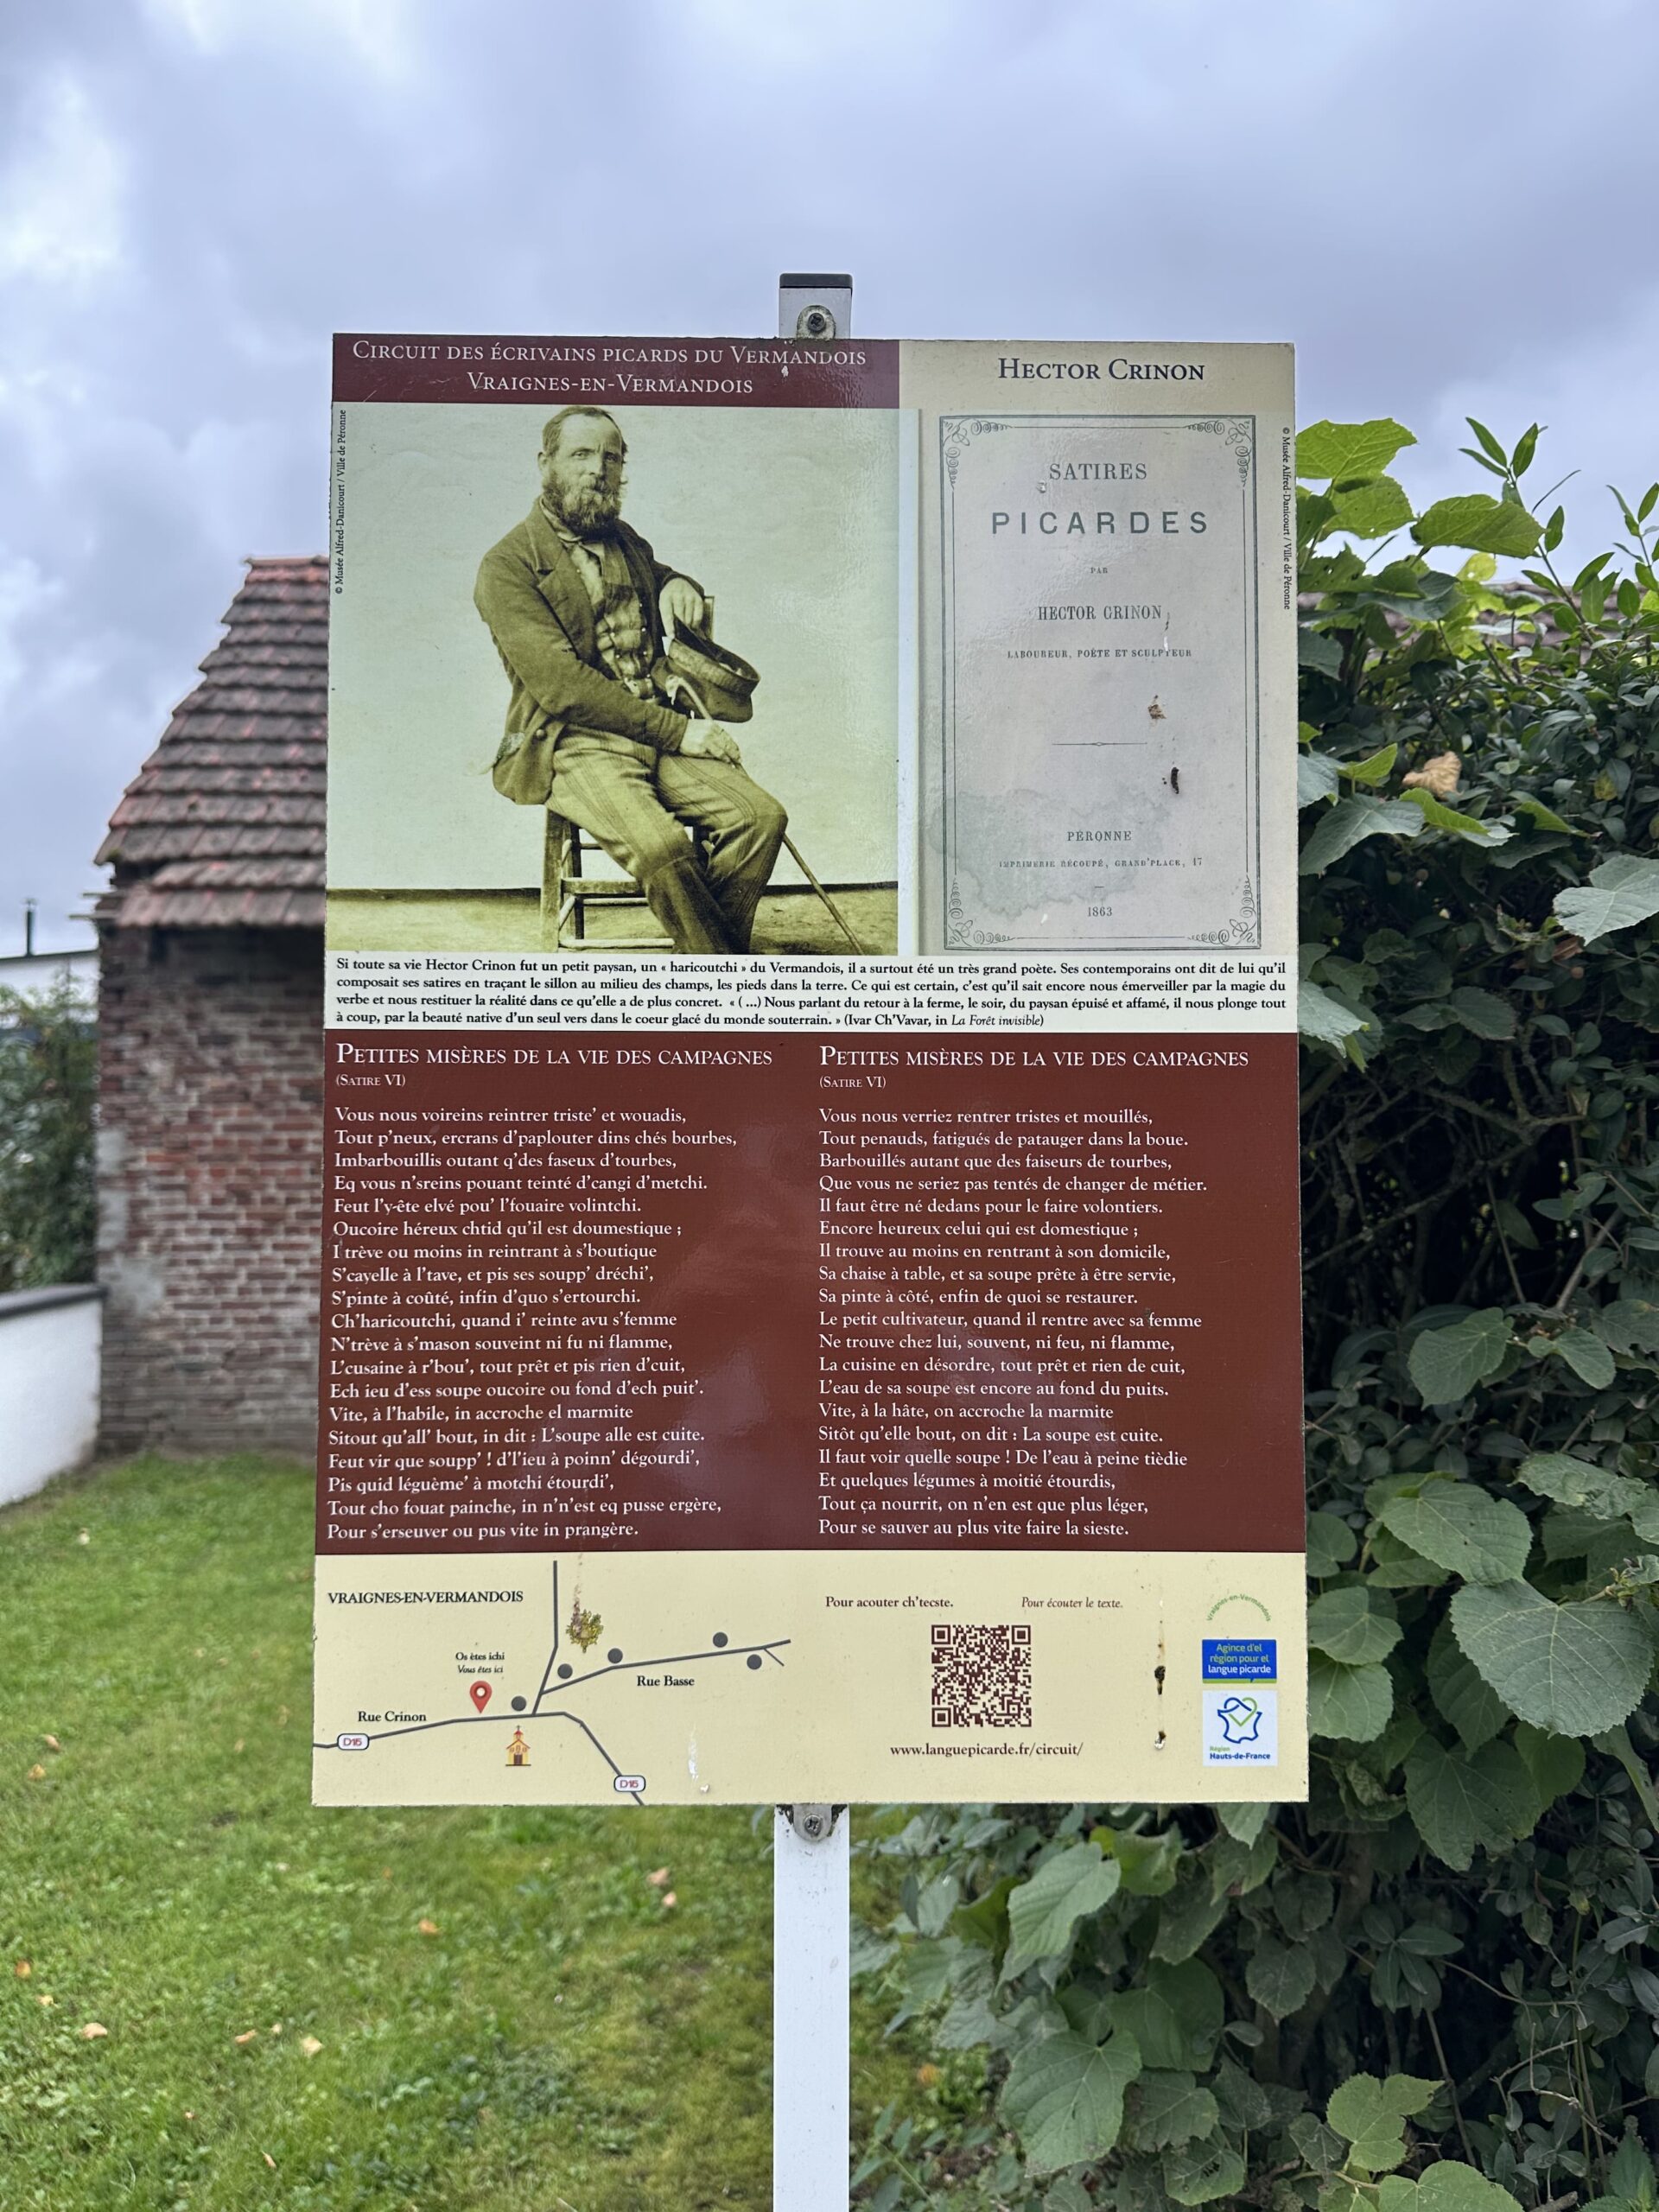 Circuit des écrivains picards du Vermandois
Vraignes-en-Vermandois
Hector Crinon
© Musée Alfred-Danicourt / Ville de Péronne
SATIRES
PICARDES
PAR
HECTOR CRINON
LABOUREUR, POÈTE ET SCULPTEUR
PÉRONNE
IMPRIMERIE RÉCOUPÉ, GRAND'PLACE, 17
1863
© Musée Alfred-Danicourt / Ville de Péronne
Si toute sa vie Hector Crinon fut un petit paysan, un « haricoutchi » du Vermandois, il a surtout été un très grand poète. Ses contemporains ont dit de lui qu'il
composait ses satires en traçant le sillon au milieu des champs, les pieds dans la terre. Ce qui est certain, c'est qu'il sait encore nous émerveiller par la magie du
verbe et nous restituer la réalité dans ce qu'elle a de plus concret. « (...) Nous parlant du retour à la ferme, le soir, du paysan épuisé et affamé, il nous plonge tout
à coup, par la beauté native d'un seul vers dans le coeur glacé du monde souterrain. » (Ivar Ch'Vavar, in La Forêt invisible)
Petites misères de la vie des campagnes
(Satire VI)
Vous nous voireins reintrer triste' et wouadis,
Tout p'neux, ercrans d'paplouter dins chés bourbes,
Imbarbouillis outant q'des faseux d'tourbes,
Eq vous n'sreins pouant teinté d'cangi d'metchi.
Feut l'y-ête elvé pou' l'fouaire volintchi.
Oucoire héreux chtid qu'il est doumestique ;
I trève ou moins in reintrant à s'boutique
S'cayelle à l'tave, et pis ses soupp' dréchi',
S'pinte à coûté, infin d'quo s'ertourchi.
Ch'haricoutchi, quand i' reinte avu s'femme
N'trève à s'mason souveint ni fu ni flamme,
L'cusaine à r'bou', tout prêt et pis rien d'cuit,
Ech ieu d'ess soupe oucoire ou fond d'ech puit'.
Vite, à l'habile, in accroche el marmite
Sitout qu'all' bout, in dit : L'soupe alle est cuite.
Feut vir que soupp' ! d'l'ieu à poinn' dégourdi',
Pis quid léguème' à motchi étourdi',
Tout cho fouat painche, in n'n'est eq pusse ergère,
Pour s'erseuver ou pus vite in prangère.
Petites misères de la vie des campagnes
(Satire VI)
Vous nous verriez rentrer tristes et mouillés,
Tout penauds, fatigués de patauger dans la boue.
Barbouillés autant que des faiseurs de tourbes,
Que vous ne seriez pas tentés de changer de métier.
Il faut être né dedans pour le faire volontiers.
Encore heureux celui qui est domestique ;
Il trouve au moins en rentrant à son domicile,
Sa chaise à table, et sa soupe prête à être servie,
Sa pinte à côté, enfin de quoi se restaurer.
Le petit cultivateur, quand il rentre avec sa femme
Ne trouve chez lui, souvent, ni feu, ni flamme,
La cuisine en désordre, tout prêt et rien de cuit,
L'eau de sa soupe est encore au fond du puits.
Vite, à la hâte, on accroche la marmite
Sitôt qu'elle bout, on dit : La soupe est cuite.
Il faut voir quelle soupe ! De l'eau à peine tièdie
Et quelques légumes à moitié étourdis,
Tout ça nourrit, on n'en est que plus léger,
Pour se sauver au plus vite faire la sieste.
VRAIGNES-EN-VERMANDOIS
Os êtes ichi
Vous êtes ici
Rue Basse
Rue Crinon
D15
D15
Pour acouter ch'tecste.
Pour écouter le texte.
www.languepicarde.fr/circuit/
Vraignes-en-Vermandois
Agince d'el
région pour el
langue picarde
Région
Hauts-de-France